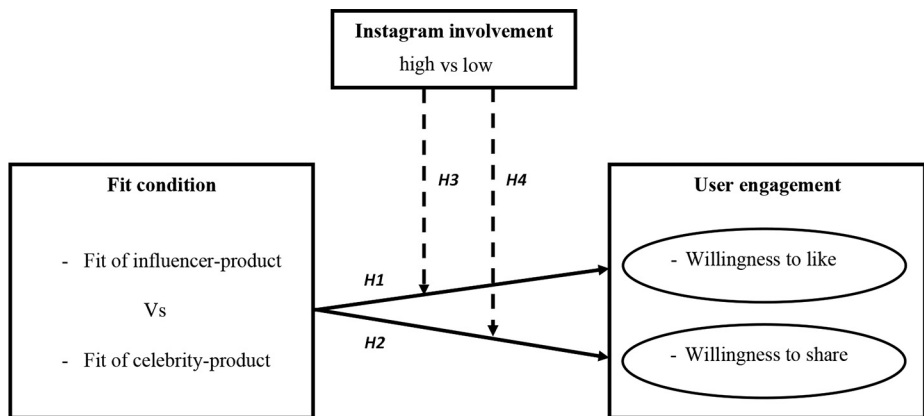 Instagram involvement
high vs low
Fit condition
- Fit of influencer-product
Vs
- Fit of celebrity-product
H3
H4
H1
H2
User engagement
- Willingness to like
- Willingness to share